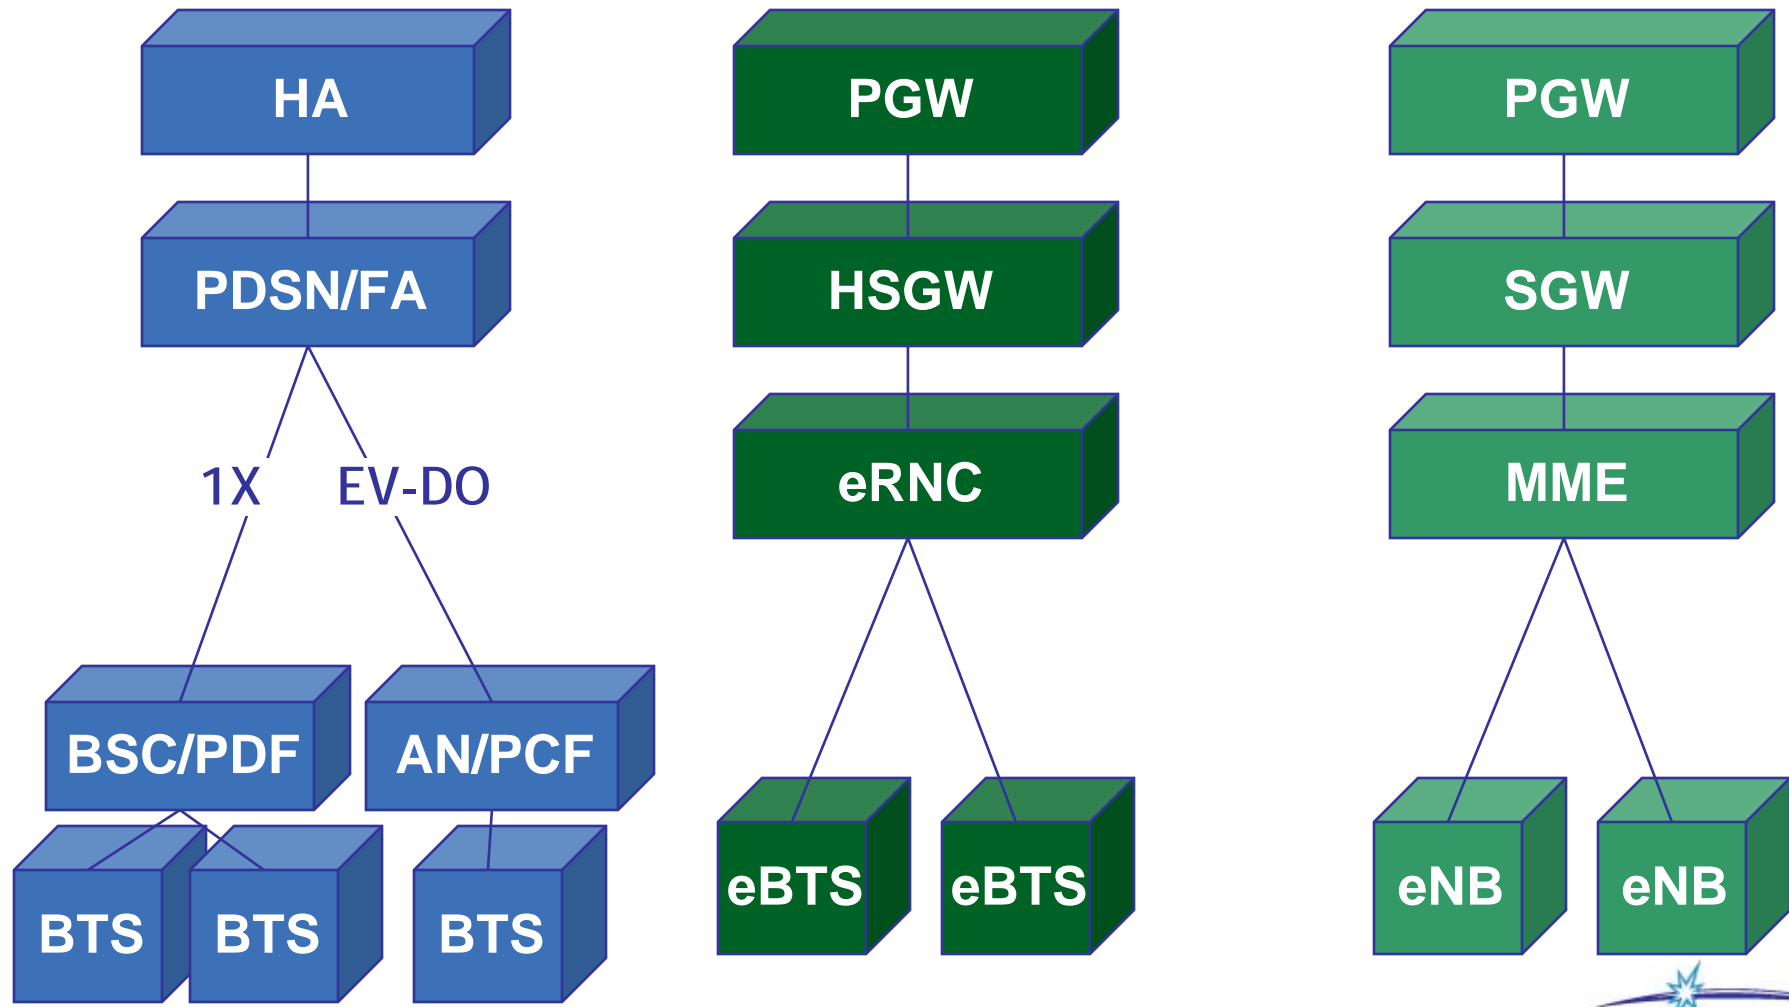 HA
PGW
PGW
PDSN/FA
HSGW
SGW
1X
EV-DO
eRNC
MME
BSC/PDF
AN/PCF
BTS
BTS
BTS
eBTS
eBTS
eNB
eNB